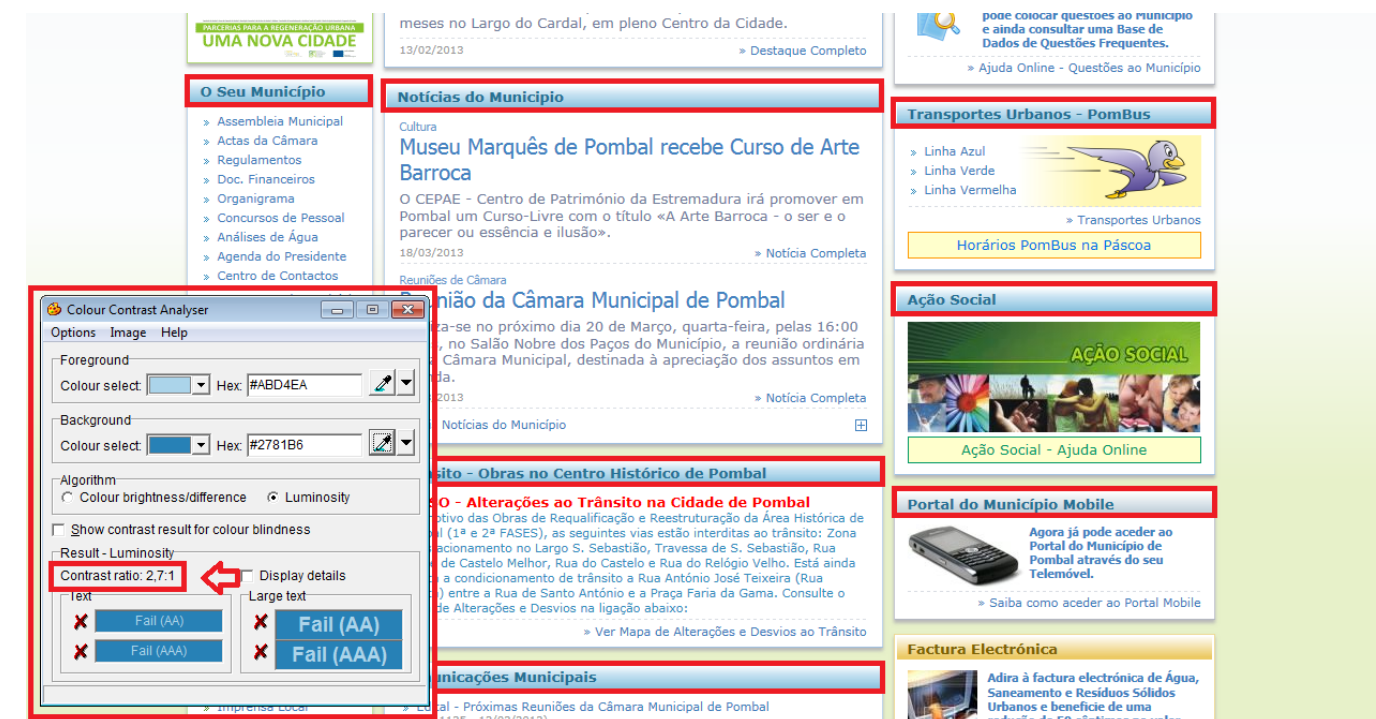 PARCERIAS PARA A REGENERAÇÃO URBANA
UMA NOVA CIDADE
O Seu Município
» Assembleia Municipal
» Actas da Câmara
» Regulamentos
» Doc. Financeiros
» Organigrama
» Concursos de Pessoal
» Análises de Água
» Agenda do Presidente
» Centro de Contactos
meses no Largo do Cardal, em pleno Centro da Cidade.
13/02/2013
» Destaque Completo
Notícias do Municipio
Cultura
Museu Marquês de Pombal recebe Curso de Arte
Barroca
O CEPAE - Centro de Património da Estremadura irá promover em
Pombal um Curso-Livre com o título «A Arte Barroca - o ser e o
parecer ou essência e ilusão».
18/03/2013
» Notícia Completa
Reuniões de Câmara
nião da Câmara Municipal de Pombal
za-se no próximo dia 20 de Março, quarta-feira, pelas 16:00
, no Salão Nobre dos Paços do Município, a reunião ordinária
Câmara Municipal, destinada à apreciação dos assuntos em
da.
2013
» Notícia Completa
Notícias do Município
sito - Obras no Centro Histórico de Pombal
O - Alterações ao Trânsito na Cidade de Pombal
otivo das Obras de Requalificação e Reestruturação da Área Histórica de
l (1ª e 2ª FASES), as seguintes vias estão interditas ao trânsito: Zona
stacionamento no Largo S. Sebastião, Travessa de S. Sebastião, Rua
de Castelo Melhor, Rua do Castelo e Rua do Relógio Velho. Está ainda
a condicionamento de trânsito a Rua António José Teixeira (Rua
) entre a Rua de Santo António e a Praça Faria da Gama. Consulte o
de Alterações e Desvios na ligação abaixo:
» Ver Mapa de Alterações e Desvios ao Trânsito
unicações Municipais
- Próximas Reuniões da Câmara Municipal de Pombal
pode colocar questões ao Município
e ainda consultar uma Base de
Dados de Questões Frequentes.
» Ajuda Online - Questões ao Município
Transportes Urbanos - PomBus
» Linha Azul
» Linha Verde
» Linha Vermelha
» Transportes Urbanos
Horários PomBus na Páscoa
Ação Social
AÇÃO SOCIAL
Ação Social - Ajuda Online
Portal do Município Mobile
Agora já pode aceder ao
Portal do Município de
Pombal através do seu
Telemóvel.
» Saiba como aceder ao Portal Mobile
Factura Electrónica
Adira à factura electrónica de Água,
Saneamento e Resíduos Sólidos
Urbanos e beneficie de uma
Colour Contrast Analyser
Options Image Help
Foreground
Colour select: Hex: #ABD4EA
Background
Colour select: Hex: #2781B6
Algorithm
Colour brightness/difference Luminosity
Show contrast result for colour blindness
Result - Luminosity
Contrast ratio: 2,7:1 Display details
Text Large text
Fail (AA) Fail (AA)
Fail (AAA) Fail (AAA)
» Imprensa Local